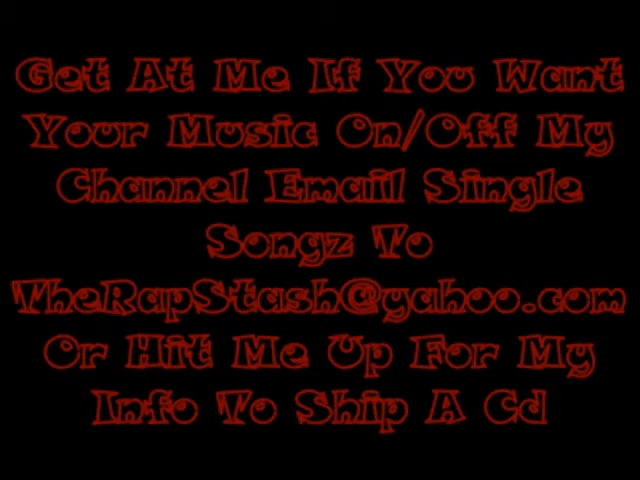 Get At Me If You Want
Your Music On/Off My
Channel Email Single
Songz To
TheRapStash@yahoo.com
Or Hit Me Up For My
Info To Ship A Cd